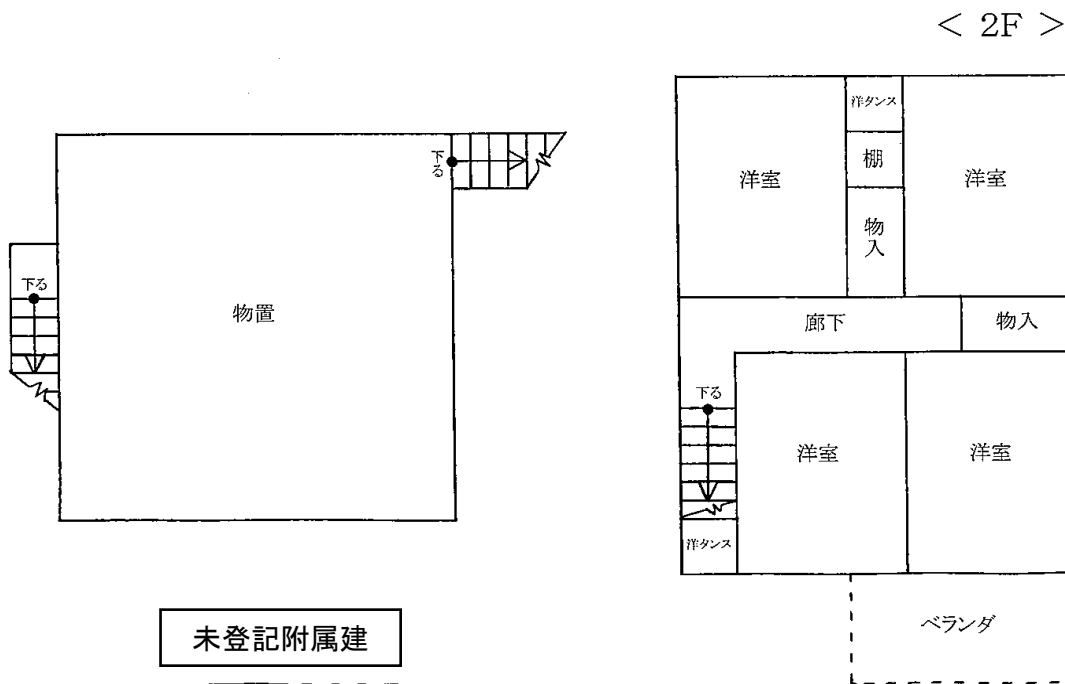 < 2F >
下る
下る
物置
未登記附属建
洋室
洋タンス
棚
物入
洋室
廊下
物入
下る
洋室
洋室
洋タンス
ベランダ